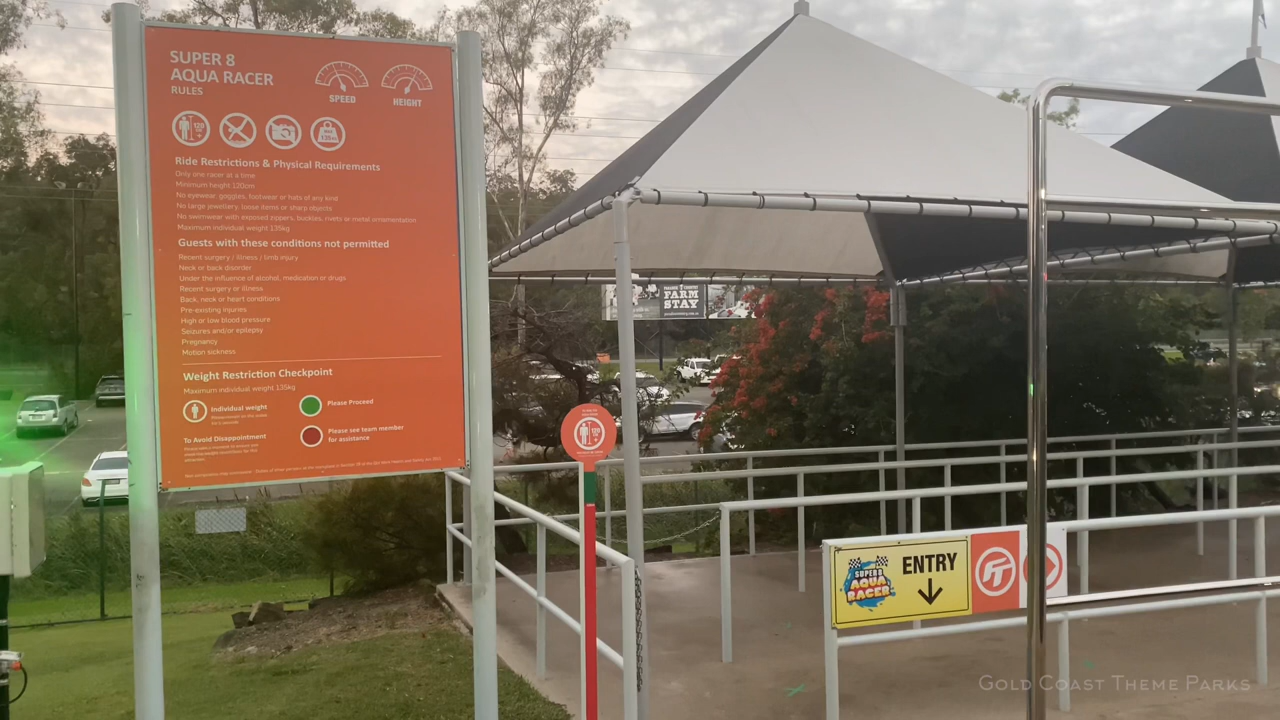 SUPER 8
AQUA RACER
RULES
SPEED
HEIGHT
120
MAX
135KG
Ride Restrictions & Physical Requirements
Only one racer at a time
Minimum height 120cm
No eyewear, goggles, footwear or hats of any kind
No large jewellery, loose items or sharp objects
No swimwear with exposed zippers, buckles, rivets or metal ornamentation
Maximum individual weight 135kg
Guests with these conditions not permitted
Recent surgery / illness / limb injury
Neck or back disorder
Under the influence of alcohol, medication or drugs
Recent surgery or illness
Back, neck or heart conditions
Pre-existing injuries
High or low blood pressure
Seizures and/or epilepsy
Pregnancy
Motion sickness
Weight Restriction Checkpoint
Maximum individual weight 135kg
Individual weight
Please Proceed
To Avoid Disappointment
Please see team member
for assistance
FARM
STAY
120
SUPER 8
AQUA
RACER
ENTRY
FT
GOLD COAST THEME PARKS